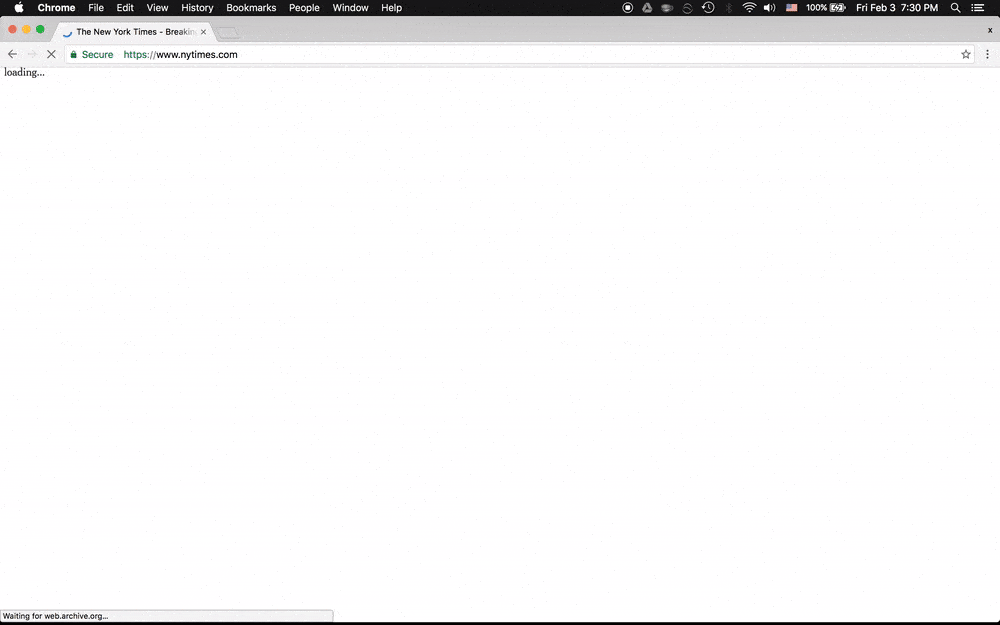 Chrome File Edit View History Bookmarks People Window Help 100% Fri Feb 3 7:30 PM
The New York Times - Breakin
Secure https://www.nytimes.com
loading...
Waiting for web.archive.org...